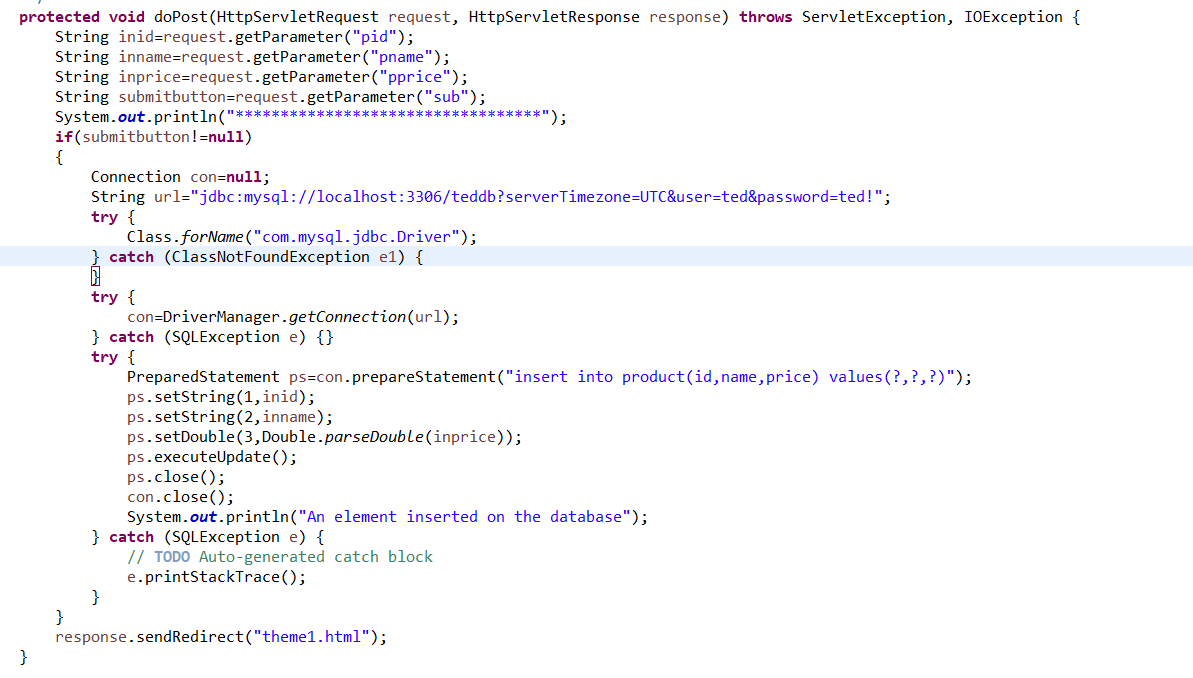 protected void doPost(HttpServletRequest request, HttpServletResponse response) throws ServletException, IOException {
String inid=request.getParameter("pid");
String inname=request.getParameter("pname");
String inprice=request.getParameter("pprice");
String submitbutton=request.getParameter("sub");
System.out.println("**********************************");
if(submitbutton!=null)
{
Connection con=null;
String url="jdbc:mysql://localhost:3306/teddb?serverTimezone=UTC&user=ted&password=ted!";
try {
Class.forName("com.mysql.jdbc.Driver");
} catch (ClassNotFoundException e1) {
}
try {
con=DriverManager.getConnection(url);
} catch (SQLException e) {}
try {
PreparedStatement ps=con.prepareStatement("insert into product(id,name,price) values(?,?,?)");
ps.setString(1,inid);
ps.setString(2,inname);
ps.setDouble(3,Double.parseDouble(inprice));
ps.executeUpdate();
ps.close();
con.close();
System.out.println("An element inserted on the database");
} catch (SQLException e) {
// TODO Auto-generated catch block
e.printStackTrace();
}
}
response.sendRedirect("theme1.html");
}